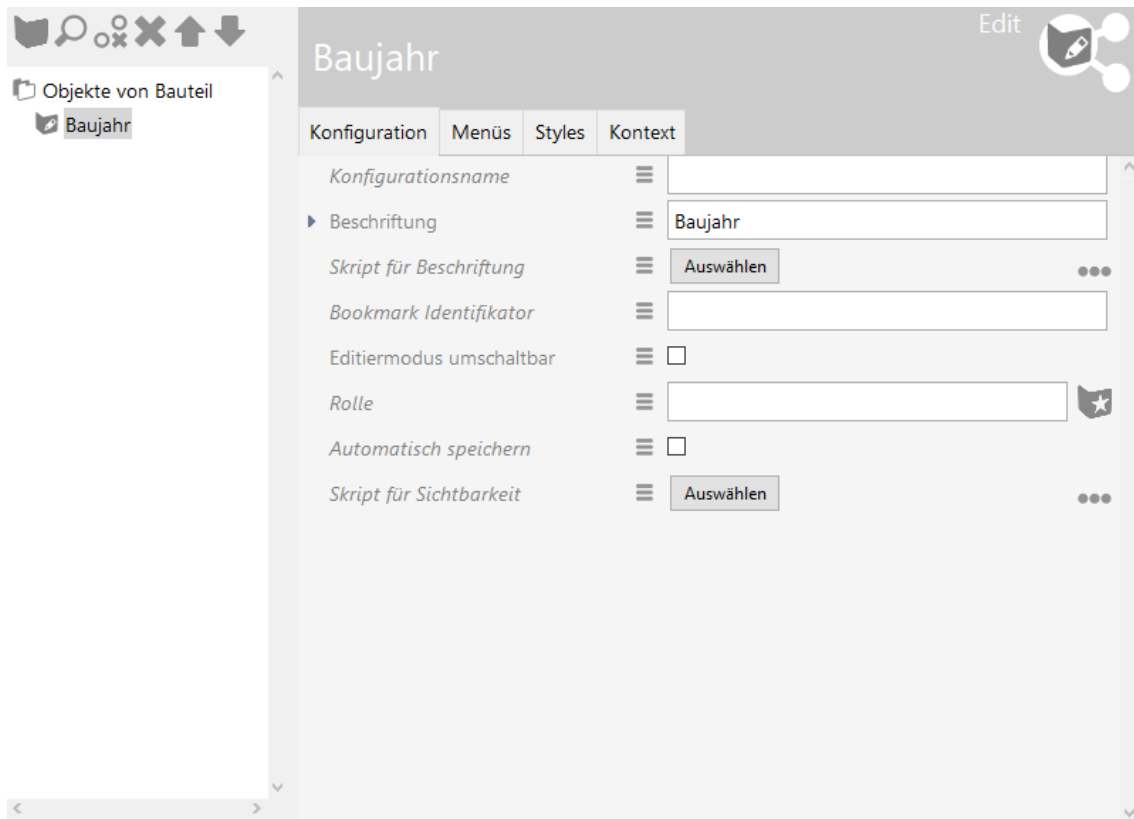 Edit
Baujahr
Objekte von Bauteil
Baujahr
Konfiguration Menüs Styles Kontext
Konfigurationsname
Beschriftung Baujahr
Skript für Beschriftung Auswählen
Bookmark Identifikator
Editiermodus umschaltbar
Rolle
Automatisch speichern
Skript für Sichtbarkeit Auswählen